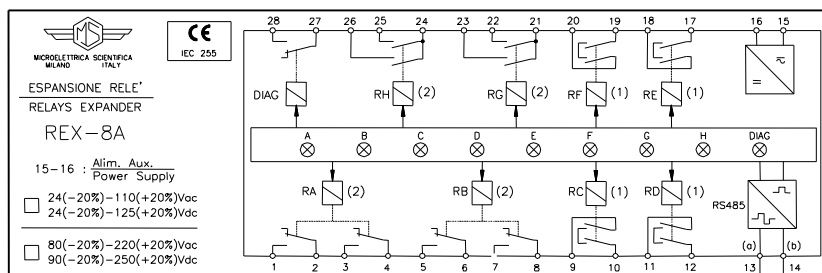 28 27 26 25 24 23 22 21 20 19 18 17 16 15
MS
MICROELETTRICA SCIENTIFICA
MILANO ITALY
CE
IEC 255
ESPANSIONE RELE'
RELAYS EXPANDER
REX-8A
15-16 : Alim. Aux.
Power Supply
24(-20%)-110(+20%)Vac
24(-20%)-125(+20%)Vdc
80(-20%)-220(+20%)Vac
90(-20%)-250(+20%)Vdc
DIAG RH (2) RG (2) RF (1) RE (1)
A B C D E F G H DIAG
RA (2) RB (2) RC (1) RD (1) RS485
(a) (b)
1 2 3 4 5 6 7 8 9 10 11 12 13 14